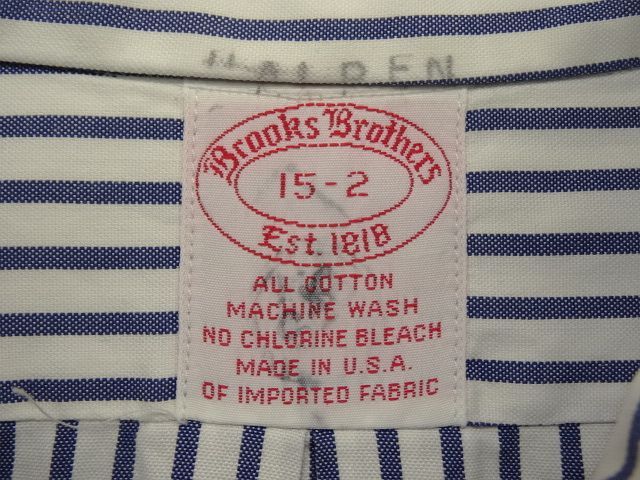 Brooks Brothers
15-2
Est. 1818
ALL COTTON
MACHINE WASH
NO CHLORINE BLEACH
MADE IN U.S.A.
OF IMPORTED FABRIC